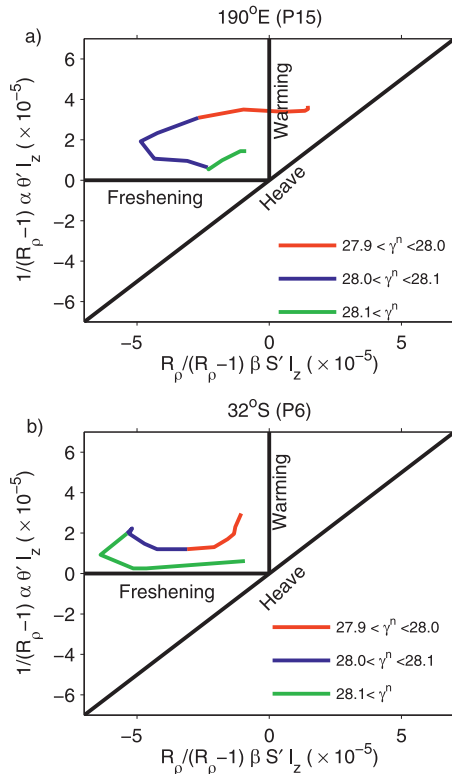 190°E (P15)
a)
6
4
2
0
−2
−4
−6
1/(Rρ−1) α θ′ I_z (× 10⁻⁵)
Warming
Freshening
Heave
27.9 < γⁿ <28.0
28.0< γⁿ <28.1
28.1< γⁿ
−5 0 5
Rρ/(Rρ−1) β S′ I_z (× 10⁻⁵)
32°S (P6)
b)
6
4
2
0
−2
−4
−6
1/(Rρ−1) α θ′ I_z (× 10⁻⁵)
Warming
Freshening
Heave
27.9 < γⁿ <28.0
28.0< γⁿ <28.1
28.1< γⁿ
−5 0 5
Rρ/(Rρ−1) β S′ I_z (× 10⁻⁵)